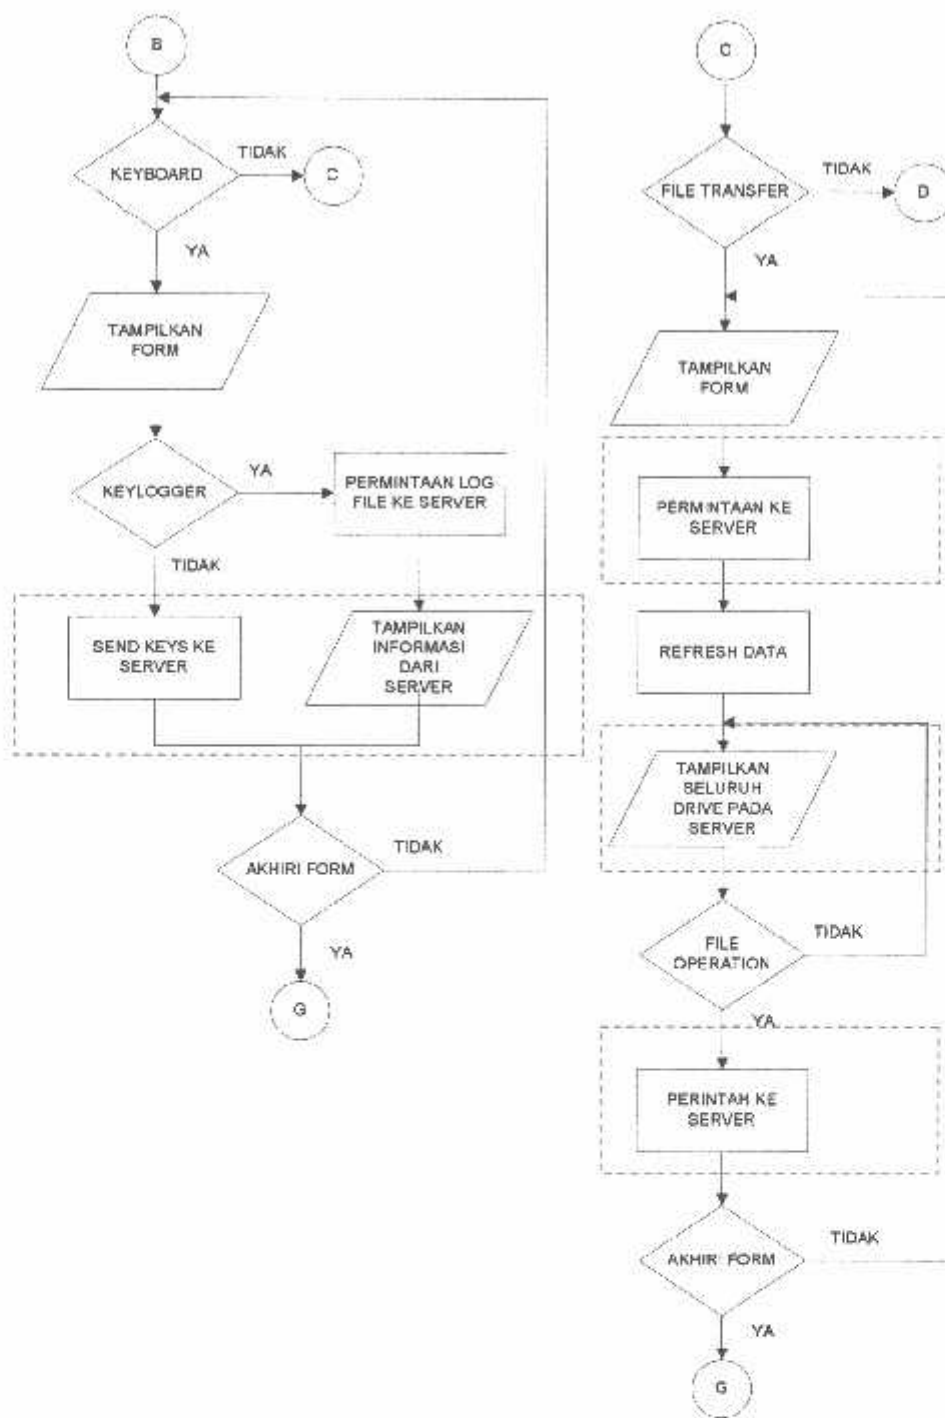 B
KEYBOARD
TIDAK
C
YA
TAMPILKAN
FORM
KEYLOGGER
YA
PERMINTAAN LOG
FILE KE SERVER
TIDAK
SEND KEYS KE
SERVER
TAMPILKAN
INFORMASI
DARI
SERVER
AKHIRI FORM
TIDAK
YA
G
C
FILE TRANSFER
TIDAK
D
YA
TAMPILKAN
FORM
PERMINTAAN KE
SERVER
REFRESH DATA
TAMPILKAN
SELURUH
DRIVE PADA
SERVER
FILE
OPERATION
TIDAK
YA
PERINTAH KE
SERVER
AKHIRI FORM
TIDAK
YA
G